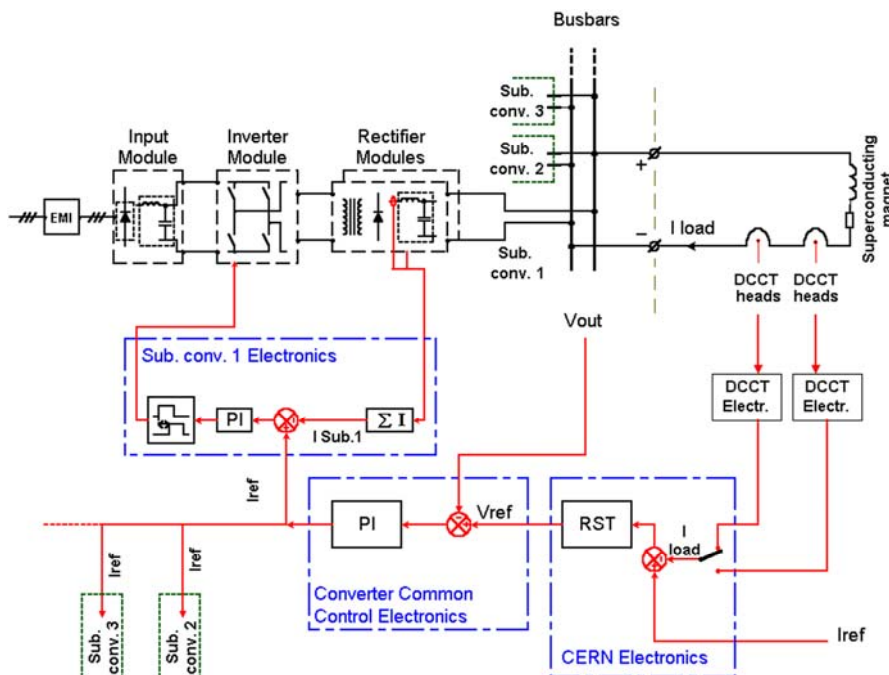 Busbars
Sub.
conv. 3
Sub.
conv. 2
Input
Module
Inverter
Module
Rectifier
Modules
EMI
+
−
I load
Sub.
conv. 1
Superconducting
magnet
DCCT
heads
DCCT
heads
Vout
Sub. conv. 1 Electronics
DCCT
Electr.
DCCT
Electr.
PI
Σ I
I Sub.1
Iref
PI
Vref
RST
I
load
Iref
Iref
Converter Common
Control Electronics
CERN Electronics
Iref
Sub.
conv. 3
Sub.
conv. 2